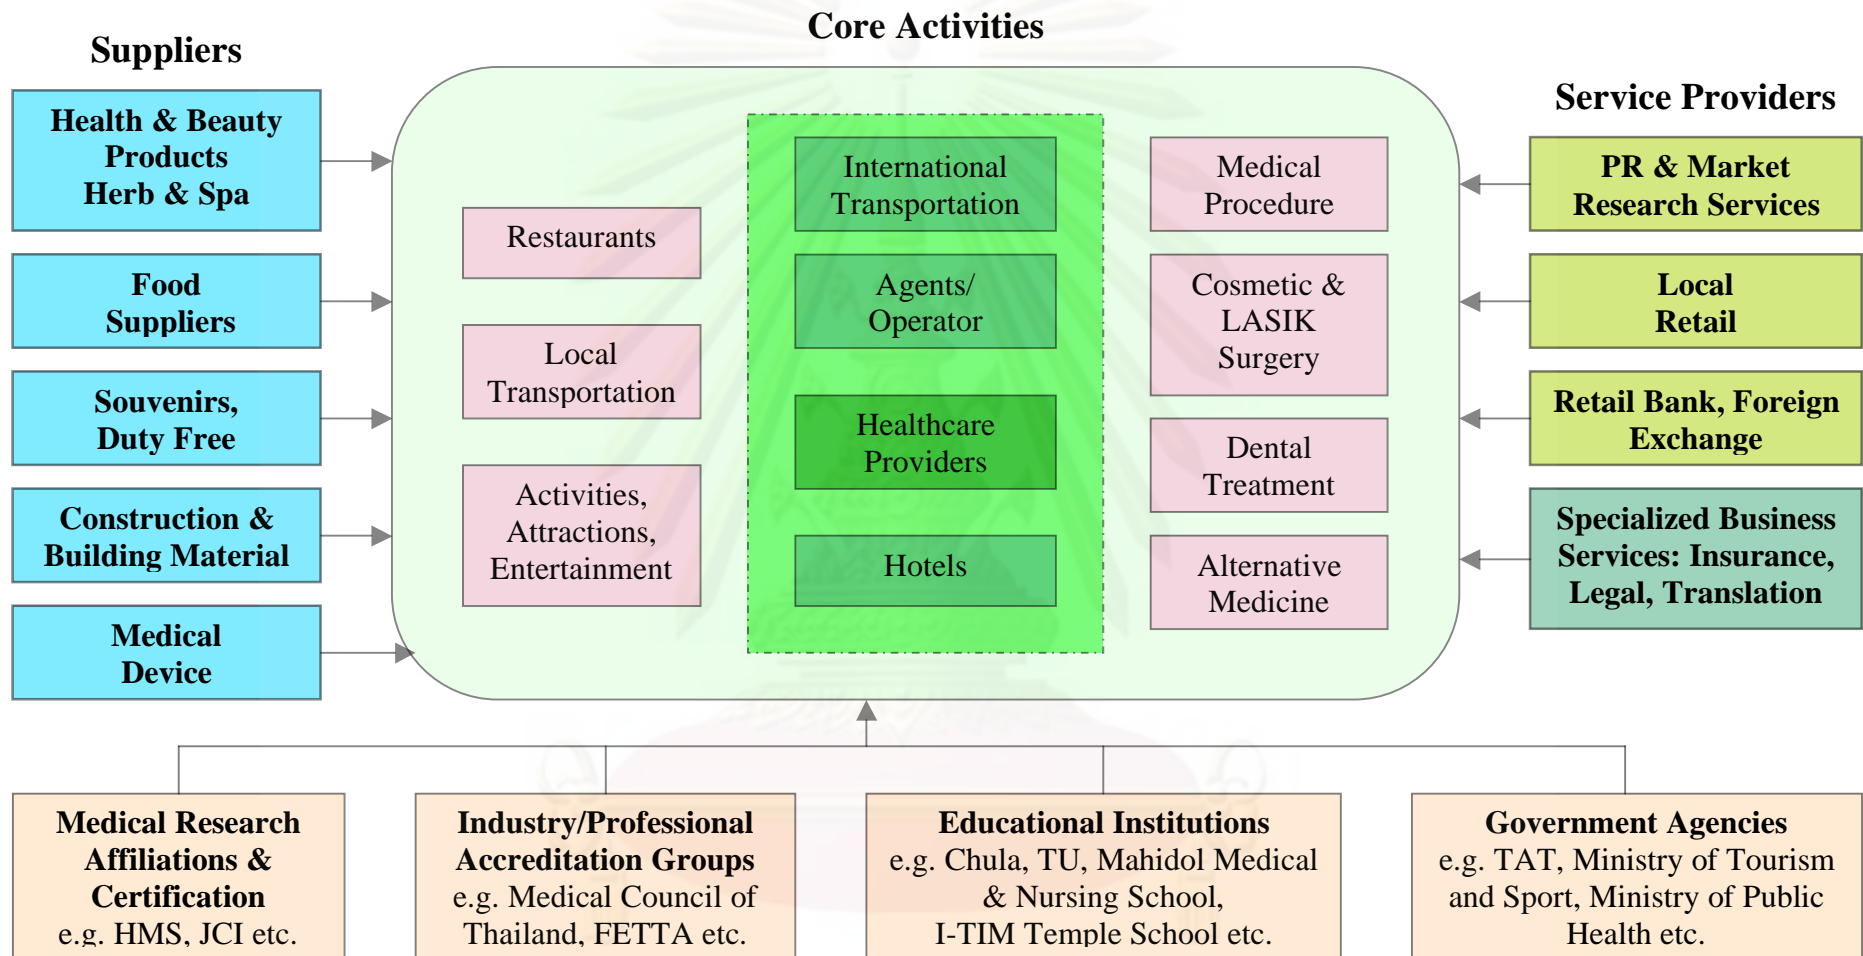 Core Activities
Suppliers
Health & Beauty
Products
Herb & Spa
Food
Suppliers
Souvenirs,
Duty Free
Construction &
Building Material
Medical
Device
Restaurants
Local
Transportation
Activities,
Attractions,
Entertainment
International
Transportation
Agents/
Operator
Healthcare
Providers
Hotels
Medical
Procedure
Cosmetic &
LASIK
Surgery
Dental
Treatment
Alternative
Medicine
Service Providers
PR & Market
Research Services
Local
Retail
Retail Bank, Foreign
Exchange
Specialized Business
Services: Insurance,
Legal, Translation
Medical Research
Affiliations &
Certification
e.g. HMS, JCI etc.
Industry/Professional
Accreditation Groups
e.g. Medical Council of
Thailand, FETTA etc.
Educational Institutions
e.g. Chula, TU, Mahidol Medical
& Nursing School,
I-TIM Temple School etc.
Government Agencies
e.g. TAT, Ministry of Tourism
and Sport, Ministry of Public
Health etc.